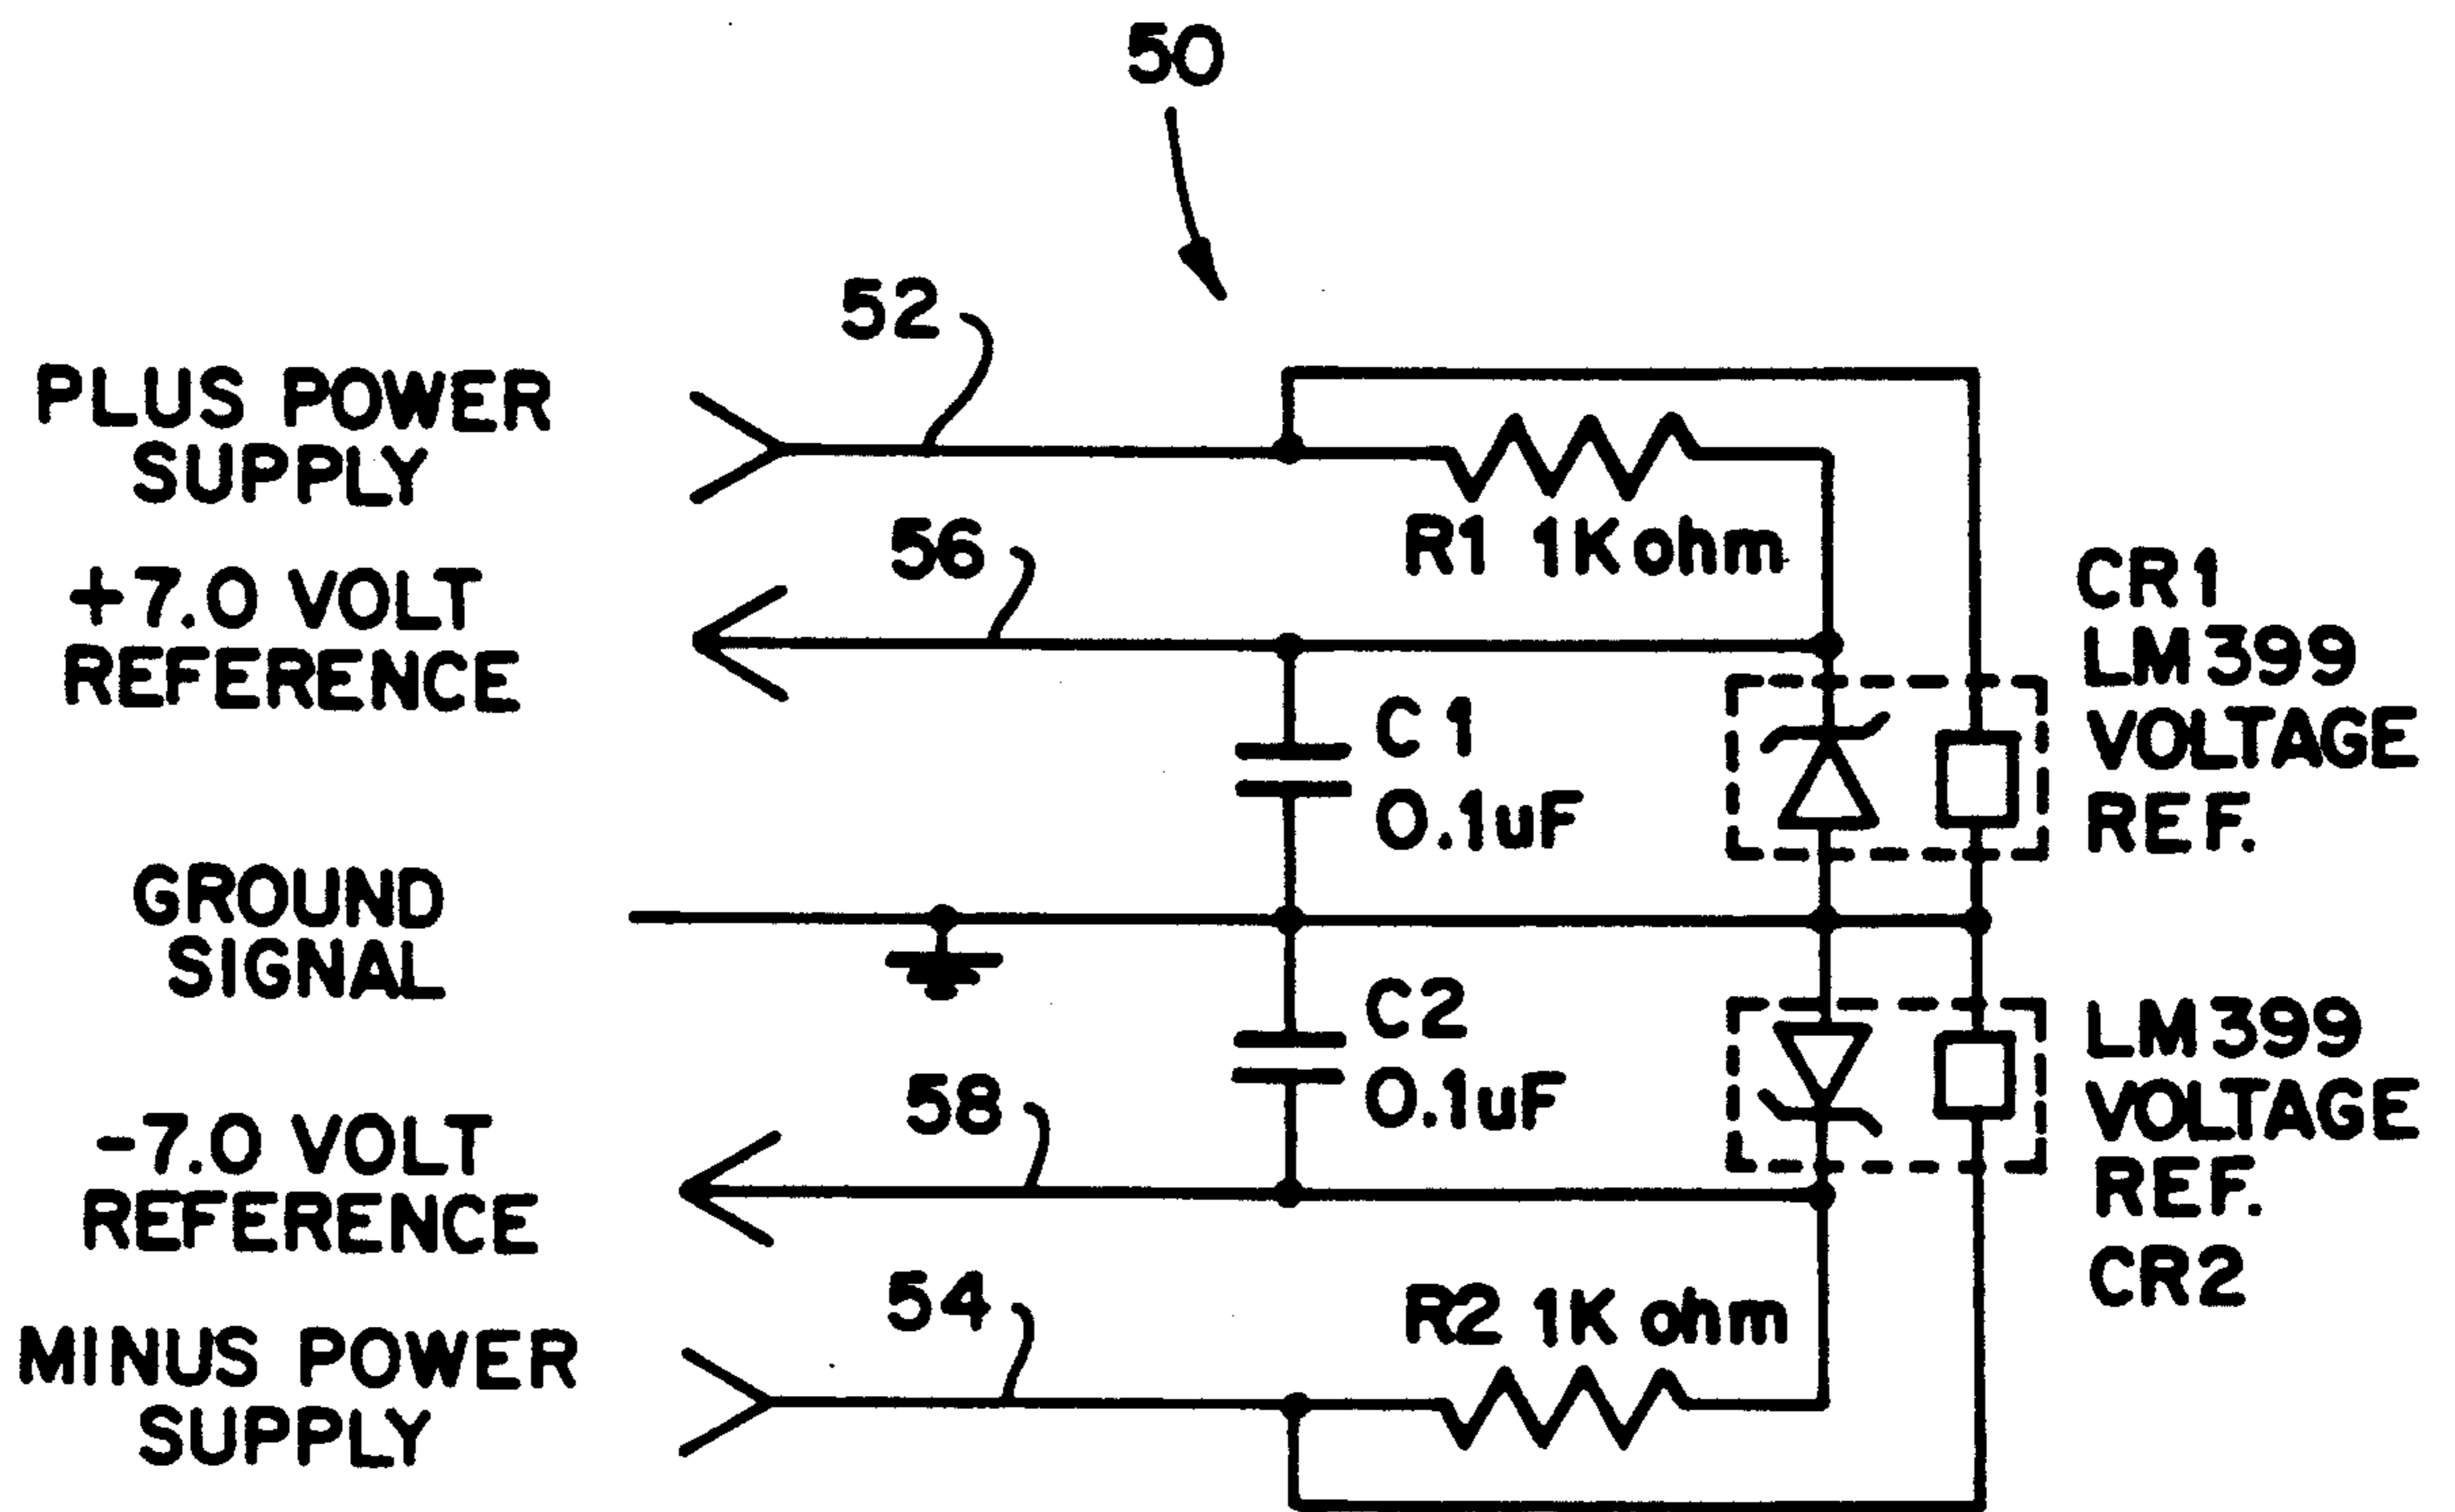 50
52
PLUS POWER
SUPPLY
56
R1 1K ohm
+7.0 VOLT
REFERENCE
CR1
LM399
VOLTAGE
REF.
C1
0.1uF
GROUND
SIGNAL
C2
0.1uF
LM399
VOLTAGE
REF.
CR2
58
-7.0 VOLT
REFERENCE
54
R2 1K ohm
MINUS POWER
SUPPLY